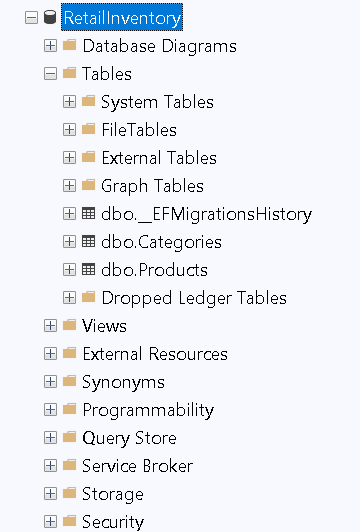 RetailInventory
Database Diagrams
Tables
System Tables
FileTables
External Tables
Graph Tables
dbo.__EFMigrationsHistory
dbo.Categories
dbo.Products
Dropped Ledger Tables
Views
External Resources
Synonyms
Programmability
Query Store
Service Broker
Storage
Security